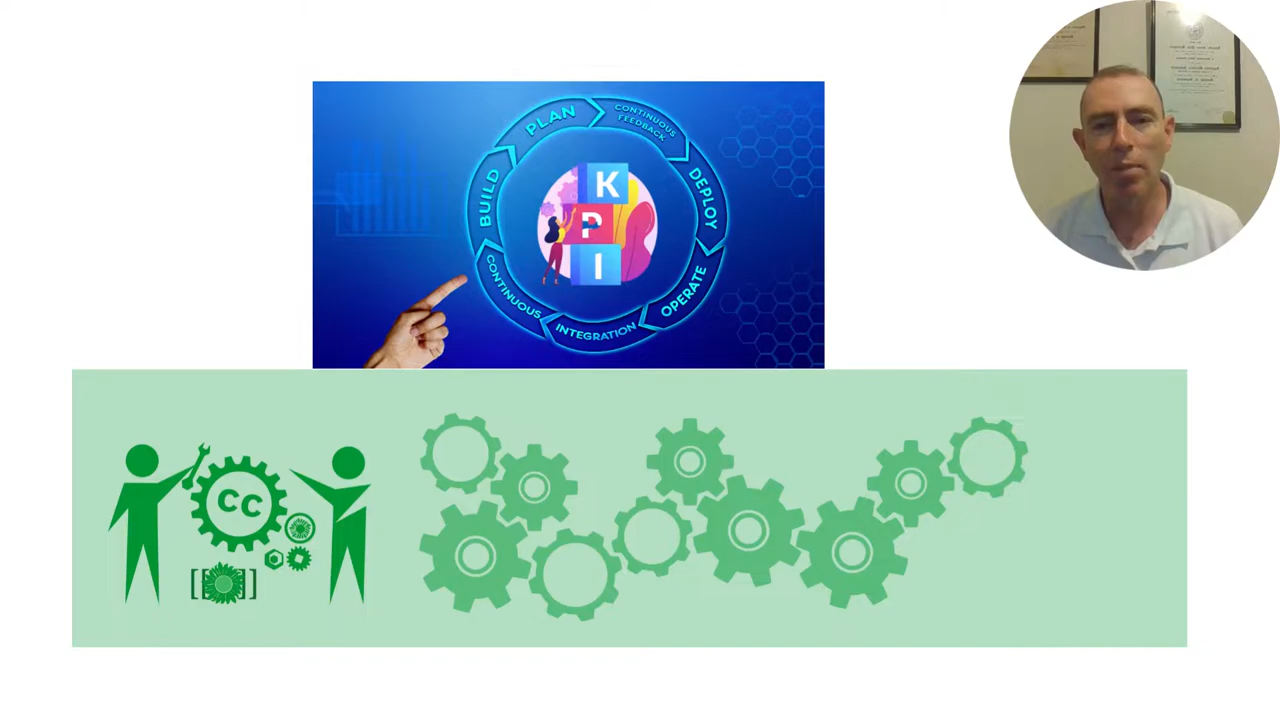 PLAN
CONTINUOUS
FEEDBACK
DEPLOY
OPERATE
INTEGRATION
CONTINUOUS
BUILD
K
P
I
CC
[[ ]]